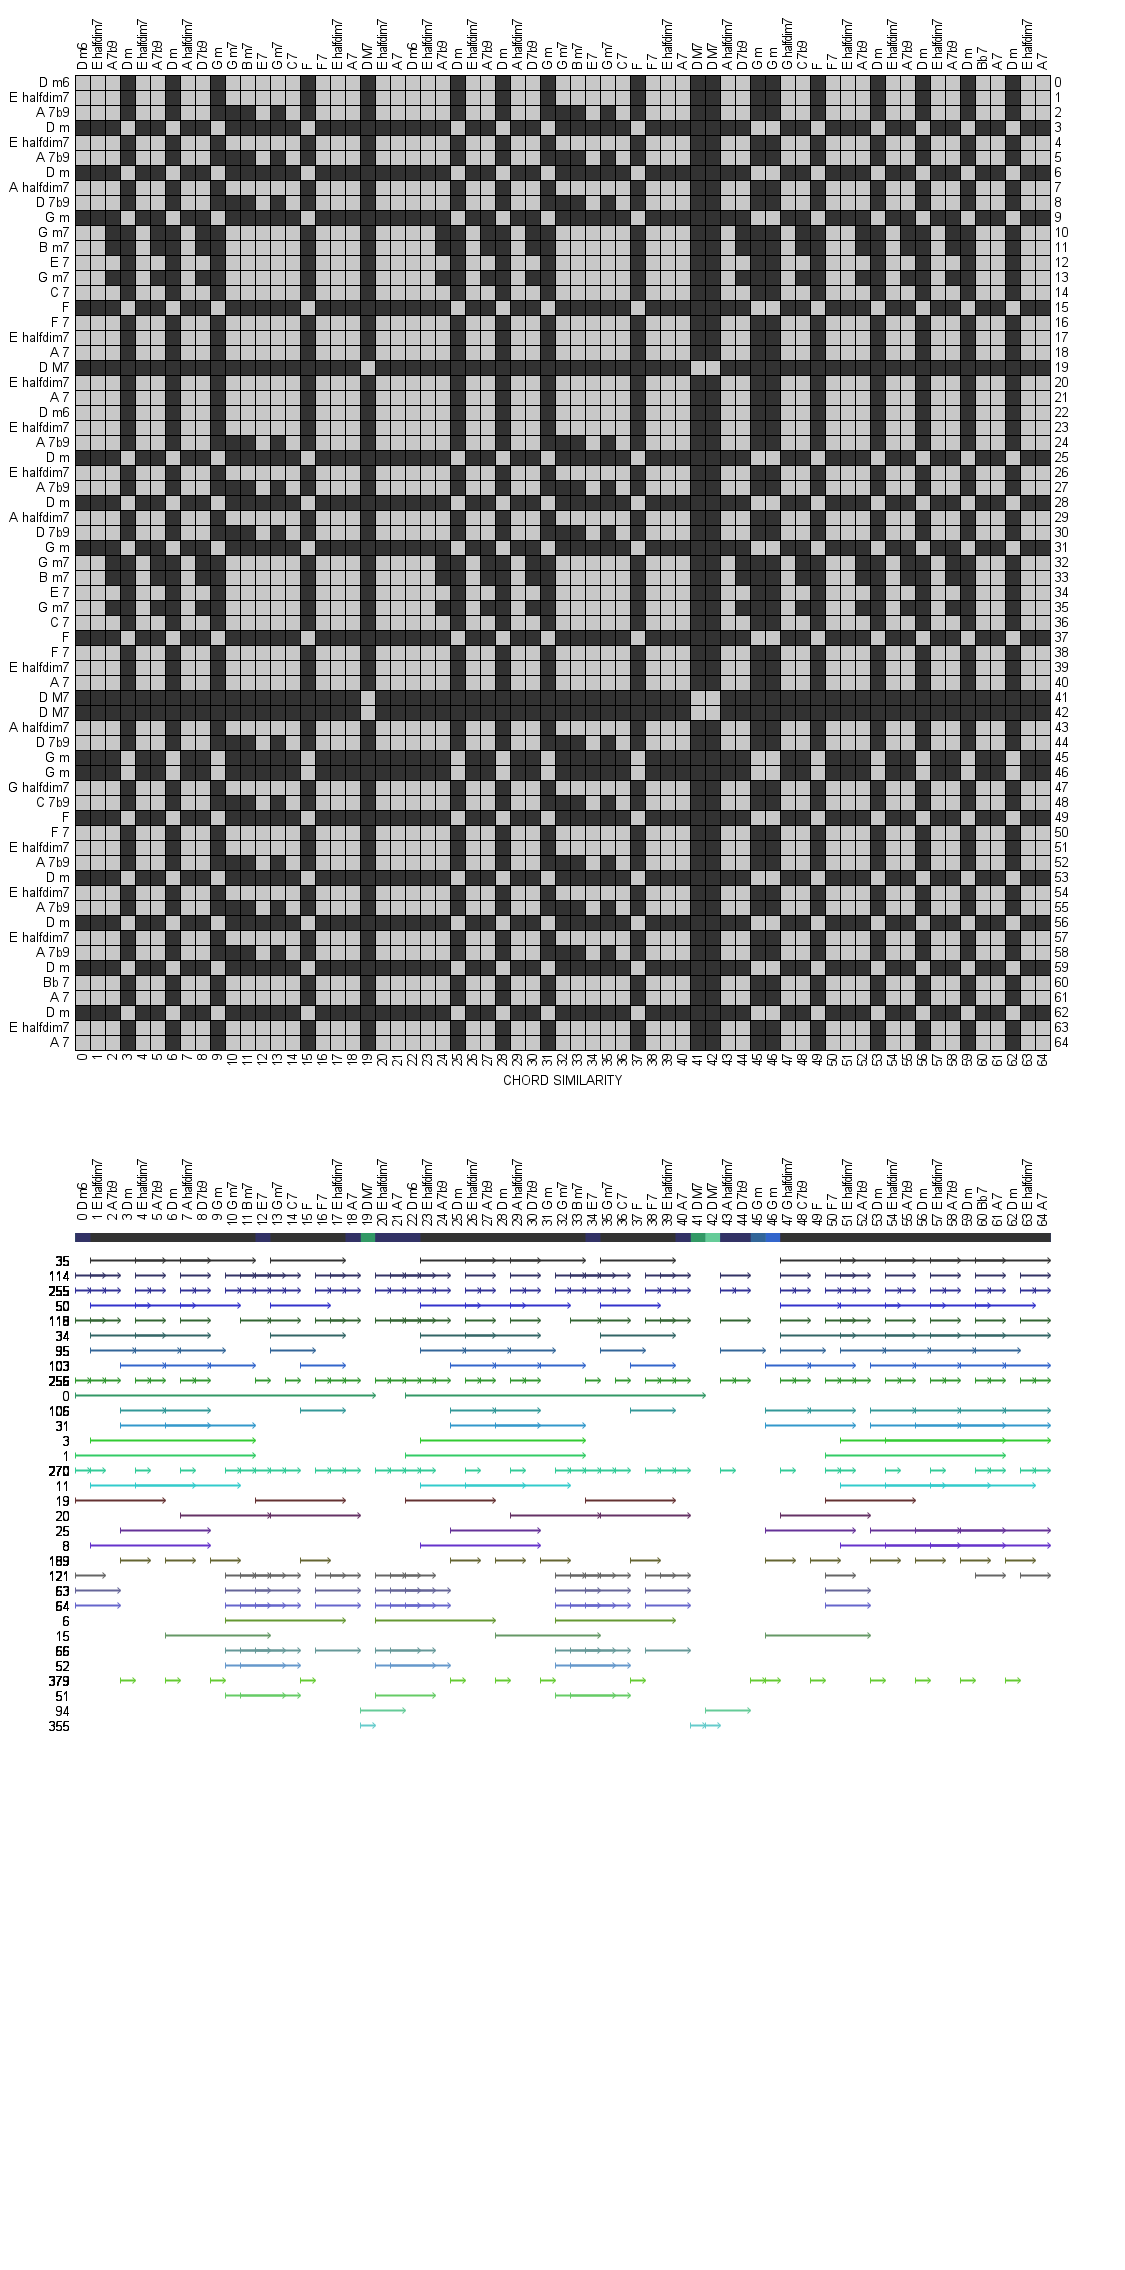 D m6 E halfdim7 A 7b9 D m E halfdim7 A 7b9 D m A halfdim7 D 7b9 G m G m7 B m7 E 7 G m7 C 7 F F 7 E halfdim7 A 7 D M7 E halfdim7 A 7 D m6 E halfdim7 A 7b9 D m E halfdim7 A 7b9 D m A halfdim7 D 7b9 G m G m7 B m7 E 7 G m7 C 7 F F 7 E halfdim7 A 7 D M7 D M7 A halfdim7 D 7b9 G m G m G halfdim7 C 7b9 F F 7 E halfdim7 A 7b9 D m E halfdim7 A 7b9 D m E halfdim7 A 7b9 D m Bb 7 A 7 D m E halfdim7 A 7
D m6 0
E halfdim7 1
A 7b9 2
D m 3
E halfdim7 4
A 7b9 5
D m 6
A halfdim7 7
D 7b9 8
G m 9
G m7 10
B m7 11
E 7 12
G m7 13
C 7 14
F 15
F 7 16
E halfdim7 17
A 7 18
D M7 19
E halfdim7 20
A 7 21
D m6 22
E halfdim7 23
A 7b9 24
D m 25
E halfdim7 26
A 7b9 27
D m 28
A halfdim7 29
D 7b9 30
G m 31
G m7 32
B m7 33
E 7 34
G m7 35
C 7 36
F 37
F 7 38
E halfdim7 39
A 7 40
D M7 41
D M7 42
A halfdim7 43
D 7b9 44
G m 45
G m 46
G halfdim7 47
C 7b9 48
F 49
F 7 50
E halfdim7 51
A 7b9 52
D m 53
E halfdim7 54
A 7b9 55
D m 56
E halfdim7 57
A 7b9 58
D m 59
Bb 7 60
A 7 61
D m 62
E halfdim7 63
A 7 64
0 1 2 3 4 5 6 7 8 9 10 11 12 13 14 15 16 17 18 19 20 21 22 23 24 25 26 27 28 29 30 31 32 33 34 35 36 37 38 39 40 41 42 43 44 45 46 47 48 49 50 51 52 53 54 55 56 57 58 59 60 61 62 63 64
CHORD SIMILARITY
0 D m6 1 E halfdim7 2 A 7b9 3 D m 4 E halfdim7 5 A 7b9 6 D m 7 A halfdim7 8 D 7b9 9 G m 10 G m7 11 B m7 12 E 7 13 G m7 14 C 7 15 F 16 F 7 17 E halfdim7 18 A 7 19 D M7 20 E halfdim7 21 A 7 22 D m6 23 E halfdim7 24 A 7b9 25 D m 26 E halfdim7 27 A 7b9 28 D m 29 A halfdim7 30 D 7b9 31 G m 32 G m7 33 B m7 34 E 7 35 G m7 36 C 7 37 F 38 F 7 39 E halfdim7 40 A 7 41 D M7 42 D M7 43 A halfdim7 44 D 7b9 45 G m 46 G m 47 G halfdim7 48 C 7b9 49 F 50 F 7 51 E halfdim7 52 A 7b9 53 D m 54 E halfdim7 55 A 7b9 56 D m 57 E halfdim7 58 A 7b9 59 D m 60 Bb 7 61 A 7 62 D m 63 E halfdim7 64 A 7
35
114
50
34
0
31
3
1
11
19
20
25
8
6
15
52
51
94
355